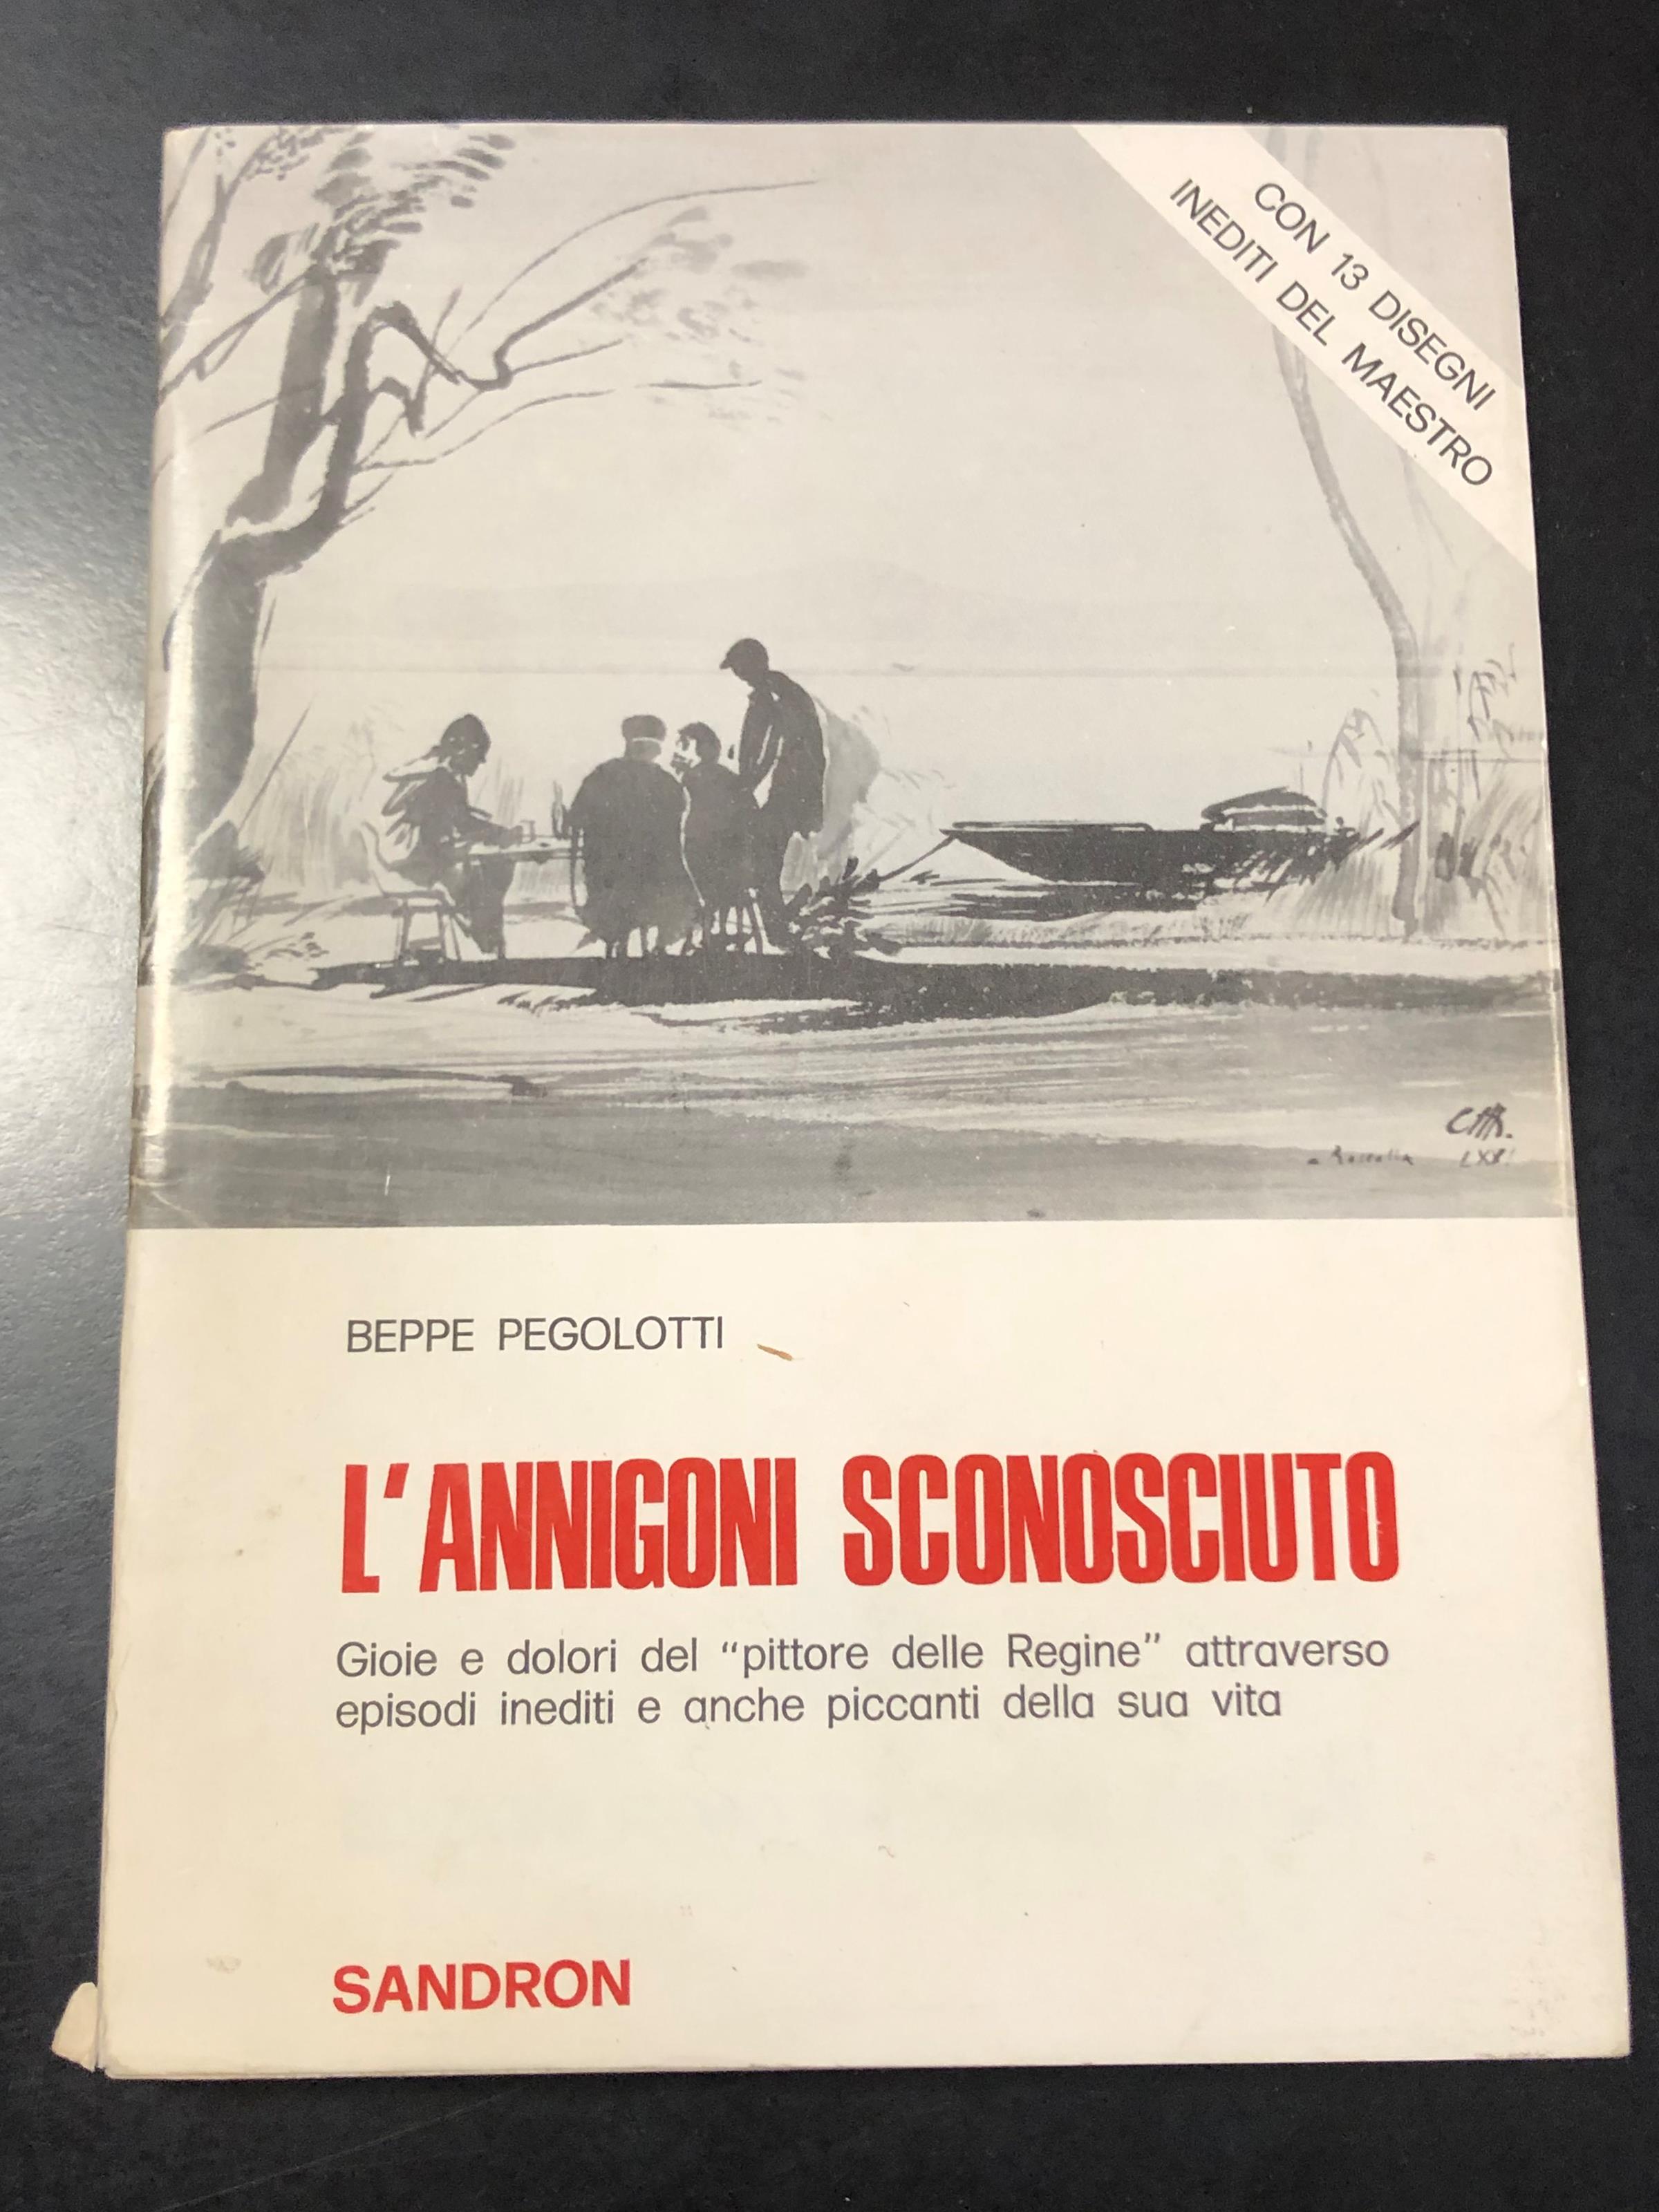 CON 13 DISEGNI
INEDITI DEL MAESTRO
BEPPE PEGOLOTTI
L'ANNIGONI SCONOSCIUTO
Gioie e dolori del “pittore delle Regine” attraverso
episodi inediti e anche piccanti della sua vita
SANDRON